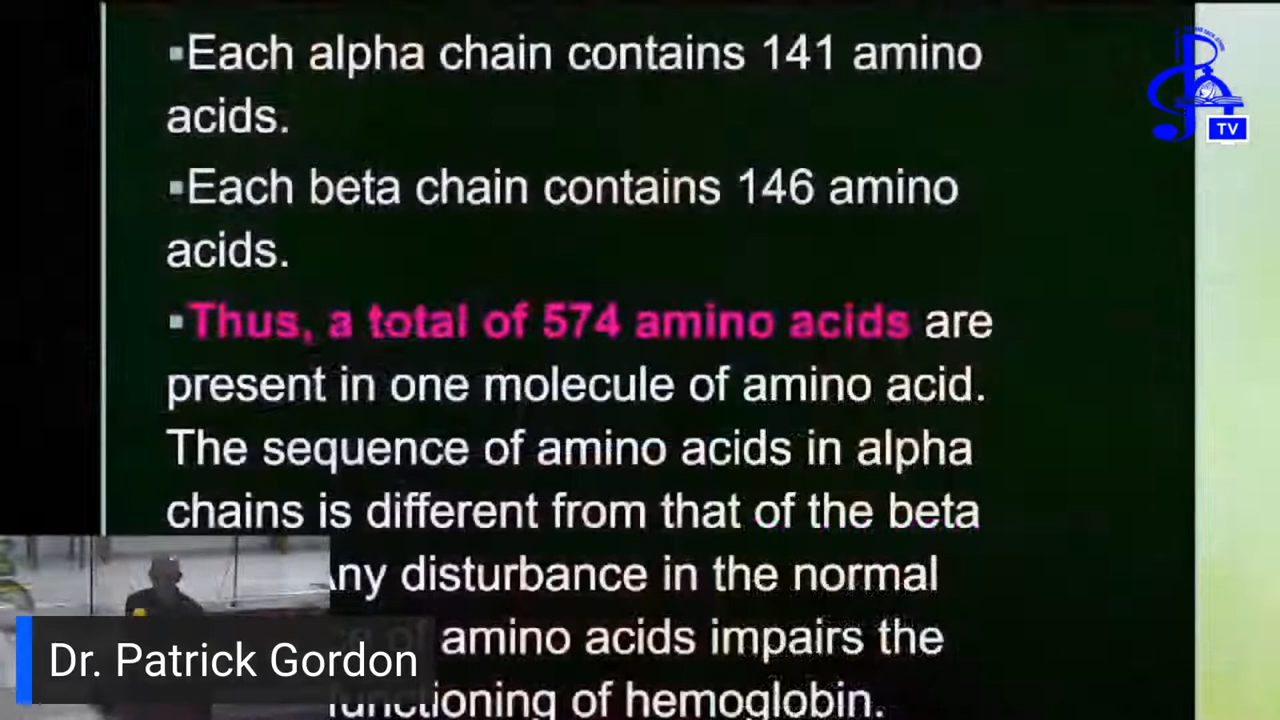 ▪Each alpha chain contains 141 amino
acids.
▪Each beta chain contains 146 amino
acids.
▪Thus, a total of 574 amino acids are
present in one molecule of amino acid.
The sequence of amino acids in alpha
chains is different from that of the beta
disturbance in the normal
amino acids impairs the
of hemoglobin.
Dr. Patrick Gordon
TV